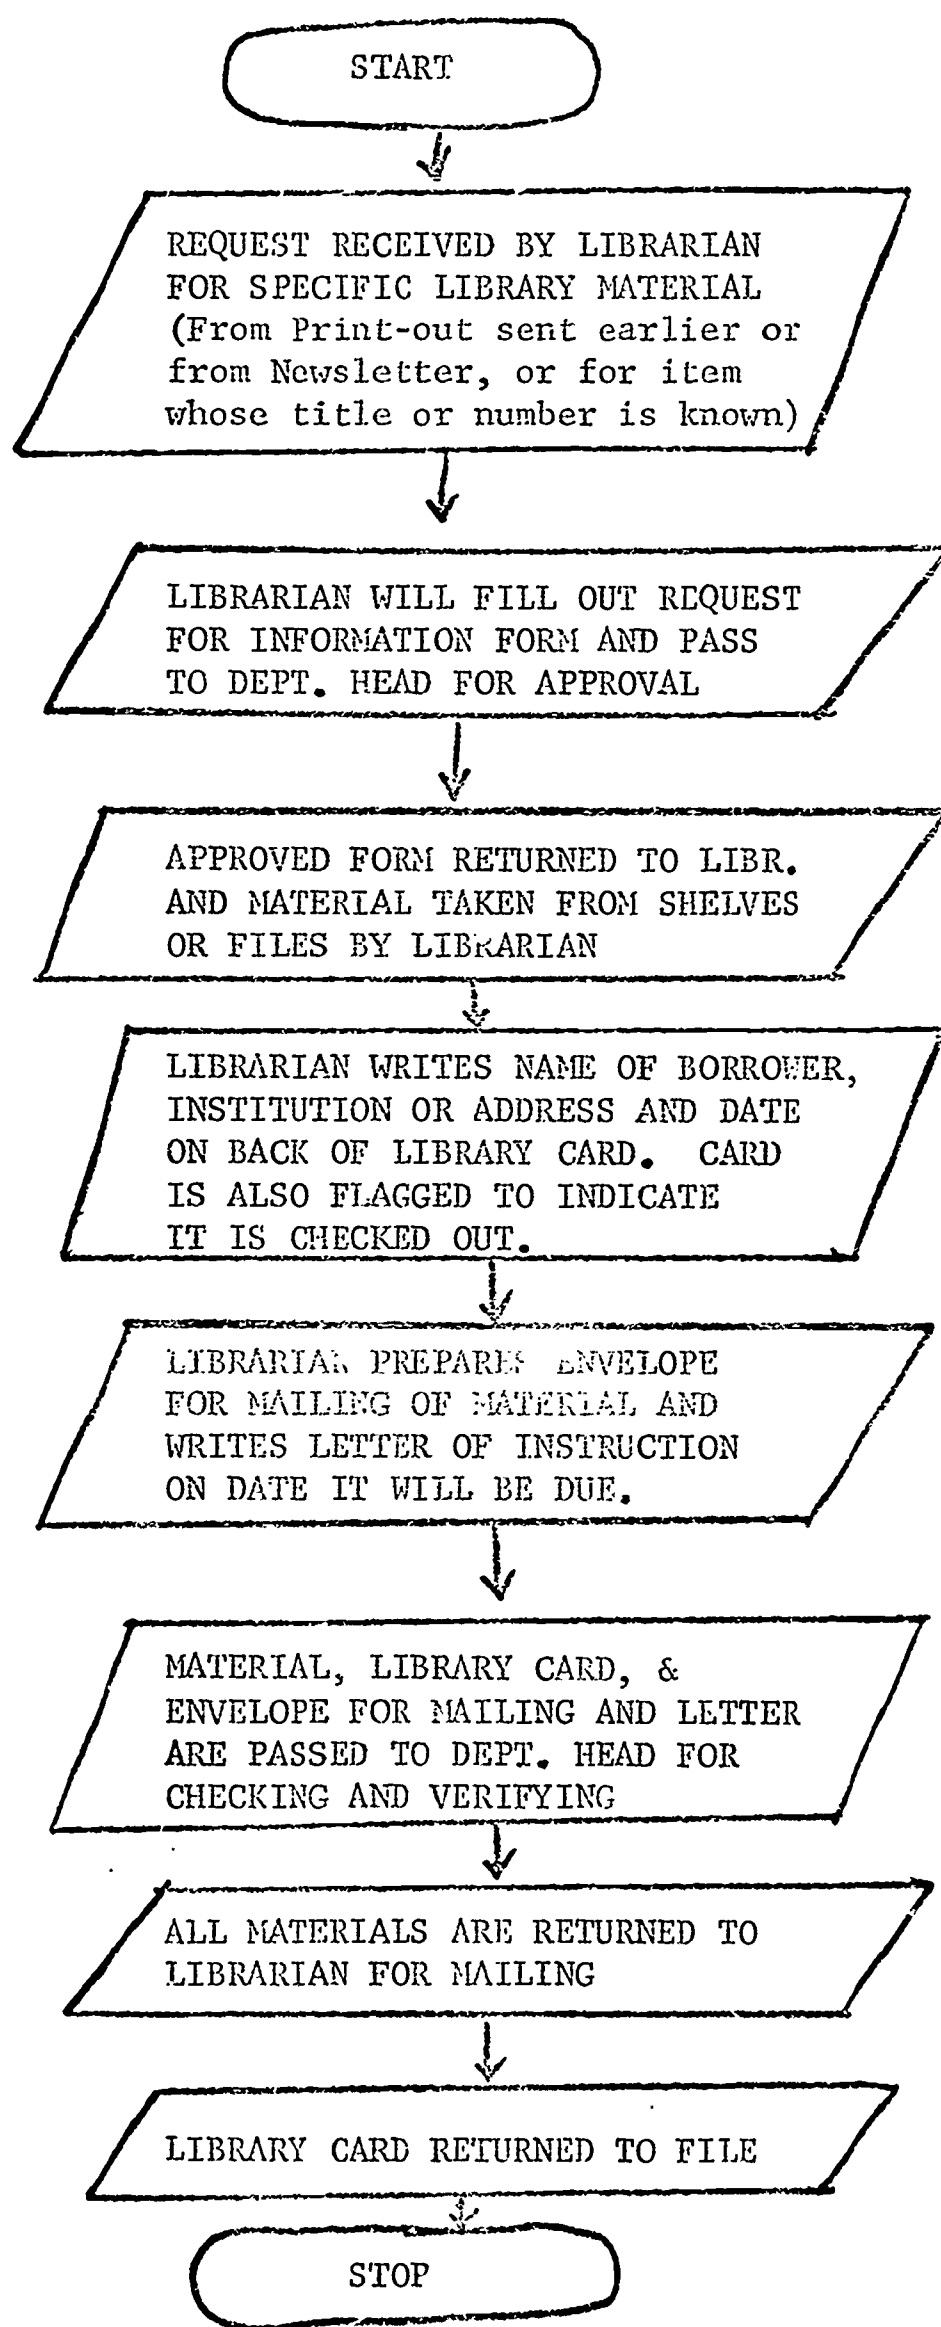 START
REQUEST RECEIVED BY LIBRARIAN
FOR SPECIFIC LIBRARY MATERIAL
(From Print-out sent earlier or
from Newsletter, or for item
whose title or number is known)
LIBRARIAN WILL FILL OUT REQUEST
FOR INFORMATION FORM AND PASS
TO DEPT. HEAD FOR APPROVAL
APPROVED FORM RETURNED TO LIBR.
AND MATERIAL TAKEN FROM SHELVES
OR FILES BY LIBRARIAN
LIBRARIAN WRITES NAME OF BORROWER,
INSTITUTION OR ADDRESS AND DATE
ON BACK OF LIBRARY CARD. CARD
IS ALSO FLAGGED TO INDICATE
IT IS CHECKED OUT.
LIBRARIAN PREPARES ENVELOPE
FOR MAILING OF MATERIAL AND
WRITES LETTER OF INSTRUCTION
ON DATE IT WILL BE DUE.
MATERIAL, LIBRARY CARD, &
ENVELOPE FOR MAILING AND LETTER
ARE PASSED TO DEPT. HEAD FOR
CHECKING AND VERIFYING
ALL MATERIALS ARE RETURNED TO
LIBRARIAN FOR MAILING
LIBRARY CARD RETURNED TO FILE
STOP